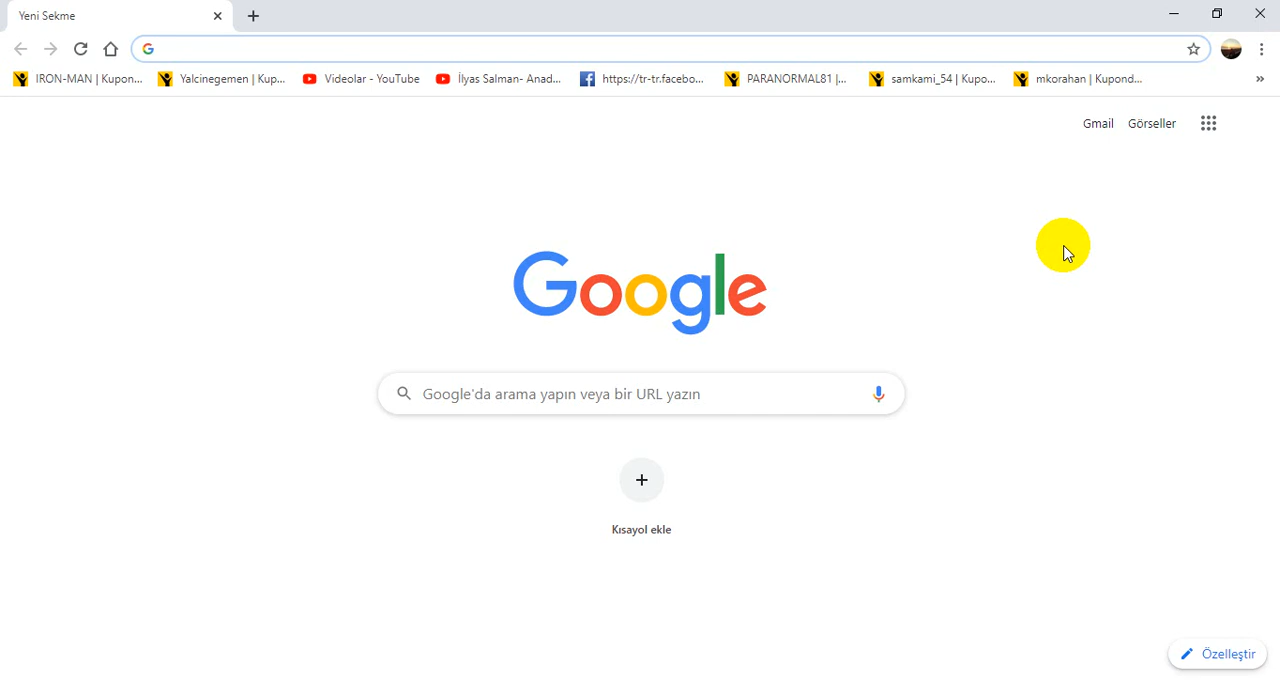 Yeni Sekme
IRON-MAN | Kupon... Yalcinegemen | Kup... Videolar - YouTube İlyas Salman- Anad... https://tr-tr.facebo... PARANORMAL81 |... samkami_54 | Kupo... mkorahan | Kupond... »
Gmail Görseller
Google
Google'da arama yapın veya bir URL yazın
Kısayol ekle
Özelleştir